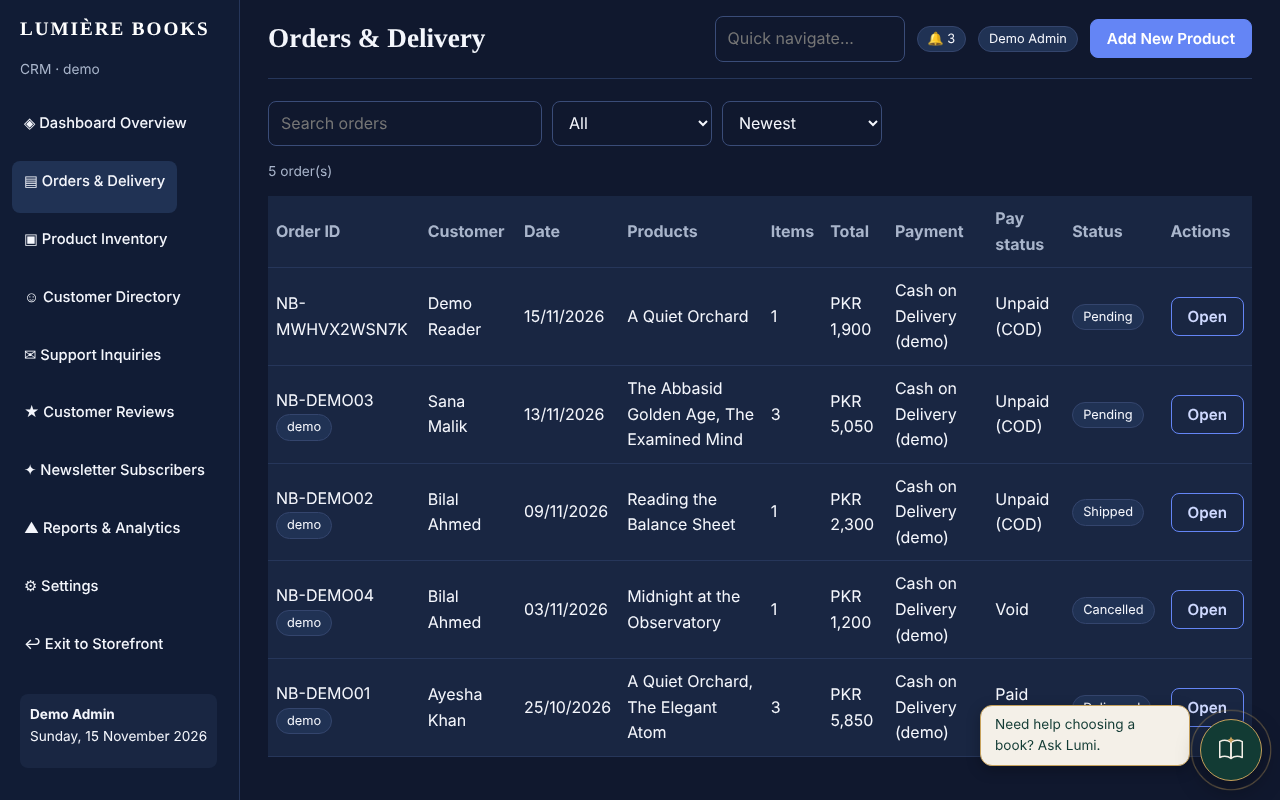 LUMIÈRE BOOKS
CRM · demo
◈ Dashboard Overview
▤ Orders & Delivery
▣ Product Inventory
☺ Customer Directory
✉ Support Inquiries
★ Customer Reviews
✦ Newsletter Subscribers
▲ Reports & Analytics
⚙ Settings
↩ Exit to Storefront
Demo Admin
Sunday, 15 November 2026
Orders & Delivery
Quick navigate...
🔔 3
Demo Admin
Add New Product
Search orders
All
Newest
5 order(s)
Order ID Customer Date Products Items Total Payment Pay status Status Actions
NB-MWHVX2WSN7K Demo Reader 15/11/2026 A Quiet Orchard 1 PKR 1,900 Cash on Delivery (demo) Unpaid (COD) Pending Open
NB-DEMO03 demo Sana Malik 13/11/2026 The Abbasid Golden Age, The Examined Mind 3 PKR 5,050 Cash on Delivery (demo) Unpaid (COD) Pending Open
NB-DEMO02 demo Bilal Ahmed 09/11/2026 Reading the Balance Sheet 1 PKR 2,300 Cash on Delivery (demo) Unpaid (COD) Shipped Open
NB-DEMO04 demo Bilal Ahmed 03/11/2026 Midnight at the Observatory 1 PKR 1,200 Cash on Delivery (demo) Void Cancelled Open
NB-DEMO01 demo Ayesha Khan 25/10/2026 A Quiet Orchard, The Elegant Atom 3 PKR 5,850 Cash on Delivery (demo) Paid Open
Need help choosing a
book? Ask Lumi.